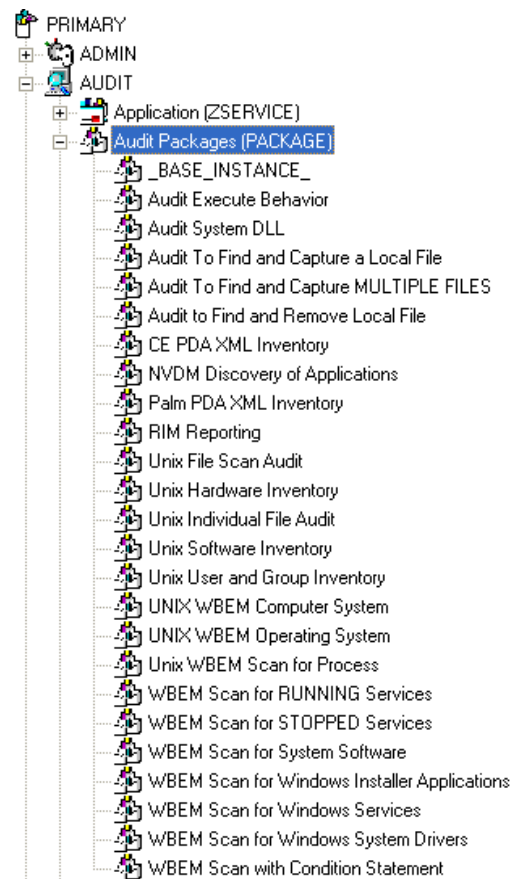 PRIMARY
ADMIN
AUDIT
Application (ZSERVICE)
Audit Packages (PACKAGE)
_BASE_INSTANCE_
Audit Execute Behavior
Audit System DLL
Audit To Find and Capture a Local File
Audit To Find and Capture MULTIPLE FILES
Audit to Find and Remove Local File
CE PDA XML Inventory
NVDM Discovery of Applications
Palm PDA XML Inventory
RIM Reporting
Unix File Scan Audit
Unix Hardware Inventory
Unix Individual File Audit
Unix Software Inventory
Unix User and Group Inventory
UNIX WBEM Computer System
UNIX WBEM Operating System
Unix WBEM Scan for Process
WBEM Scan for RUNNING Services
WBEM Scan for STOPPED Services
WBEM Scan for System Software
WBEM Scan for Windows Installer Applications
WBEM Scan for Windows Services
WBEM Scan for Windows System Drivers
WBEM Scan with Condition Statement